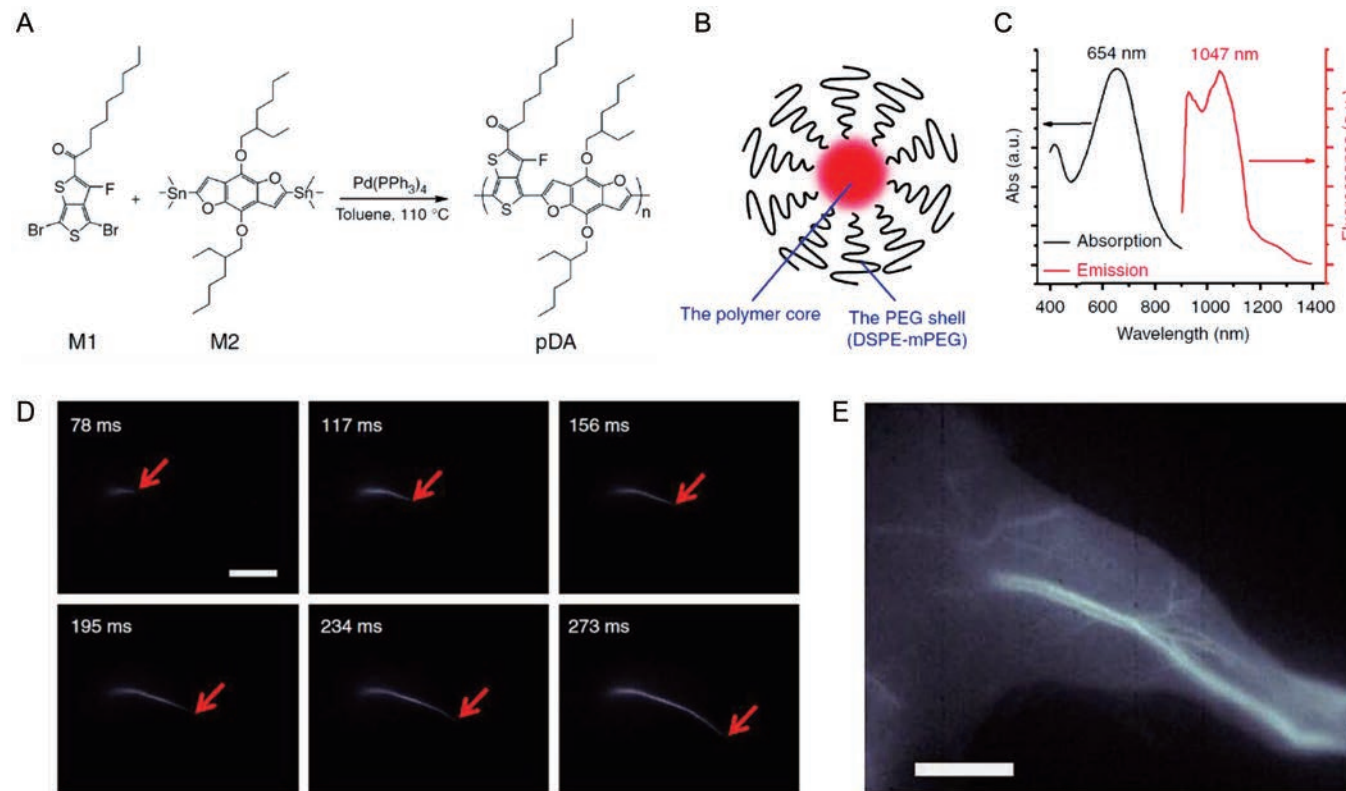 A
O
F
S
Br
S
Br
M1
+
O
Sn
O
O
Sn
O
M2
Pd(PPh3)4
Toluene, 110 °C
O
F
S
S
O
O
O
O
n
pDA
B
The polymer core
The PEG shell
(DSPE-mPEG)
C
654 nm
1047 nm
Abs (a.u.)
Absorption
Emission
400 600 800 1000 1200 1400
Wavelength (nm)
D
78 ms
117 ms
156 ms
195 ms
234 ms
273 ms
E